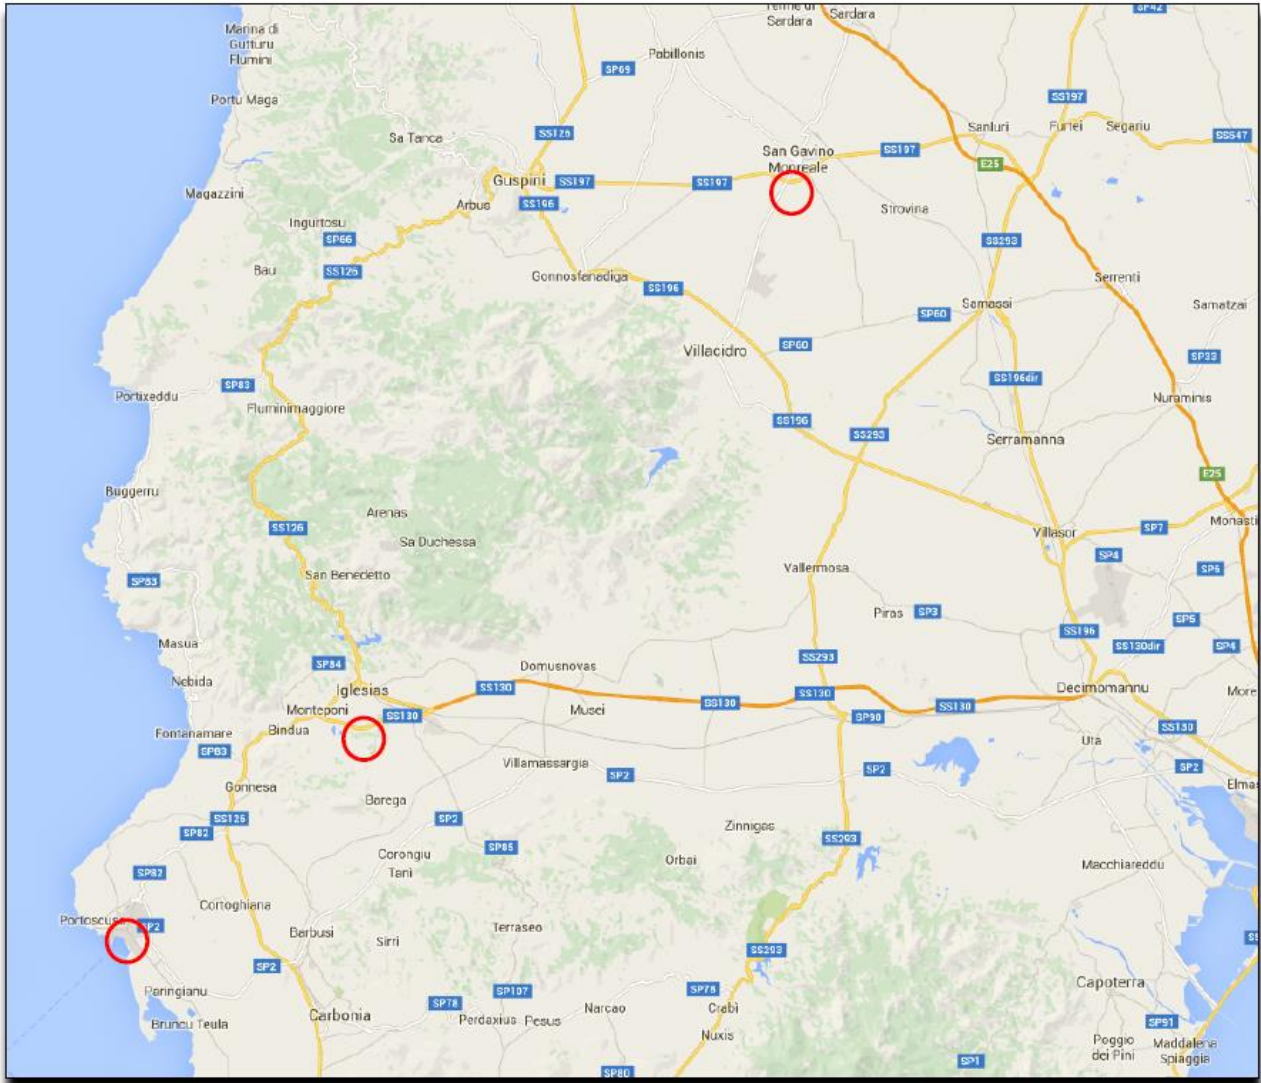 Terme di
Sardara
Sardara
SP42
Marina di
Gutturu
Flumini
Pabillonis
SP69
Portu Maga
SS197
Sa Tanca
SS126
Sanluri
Furtei
Segariu
SS547
San Gavino
Monreale
SS197
E25
Guspini
SS197
SS197
Magazzini
Arbus
SS196
Strovina
Ingurtosu
SP66
SS293
Bau
SS126
Gonnosfanadiga
SS196
Serrenti
Samassi
Samatzai
SP60
Villacidro
SP60
SP33
SS196dir
Portixeddu
SP83
Nuraminis
Fluminimaggiore
SS196
SS293
Serramanna
E25
Buggerru
Arenas
SS126
Sa Duchessa
Villasor
SP7
Monasti
SP4
San Benedetto
SP83
Vallermosa
SP6
Piras
SP3
SP6
SS196
Masua
SS130dir
SP4
SP84
Domusnovas
SS293
Nebida
Iglesias
SS130
SS130
Decimomannu
More
Monteponi
SS130
Musei
SS130
SS130
SP90
Bindua
Fontanamare
SP83
SS130
Uta
Villamassargia
SP2
SP2
SP2
Gonnesa
Elmas
Barega
SS126
SP2
Zinnigas
SP82
SS293
SP85
Corongiu
Tani
Orbai
Macchiareddu
SP82
Cortoghiana
Portoscuso
SP2
Barbusi
Sirri
Terraseo
SS293
SP2
Paringianu
SP107
SP78
Capoterra
SP78
Carbonia
Narcao
Crabì
Bruncu Teula
Perdaxius
Pesus
SP91
Nuxis
Poggio
dei Pini
Maddalena
Spiaggia
SP1
SP80